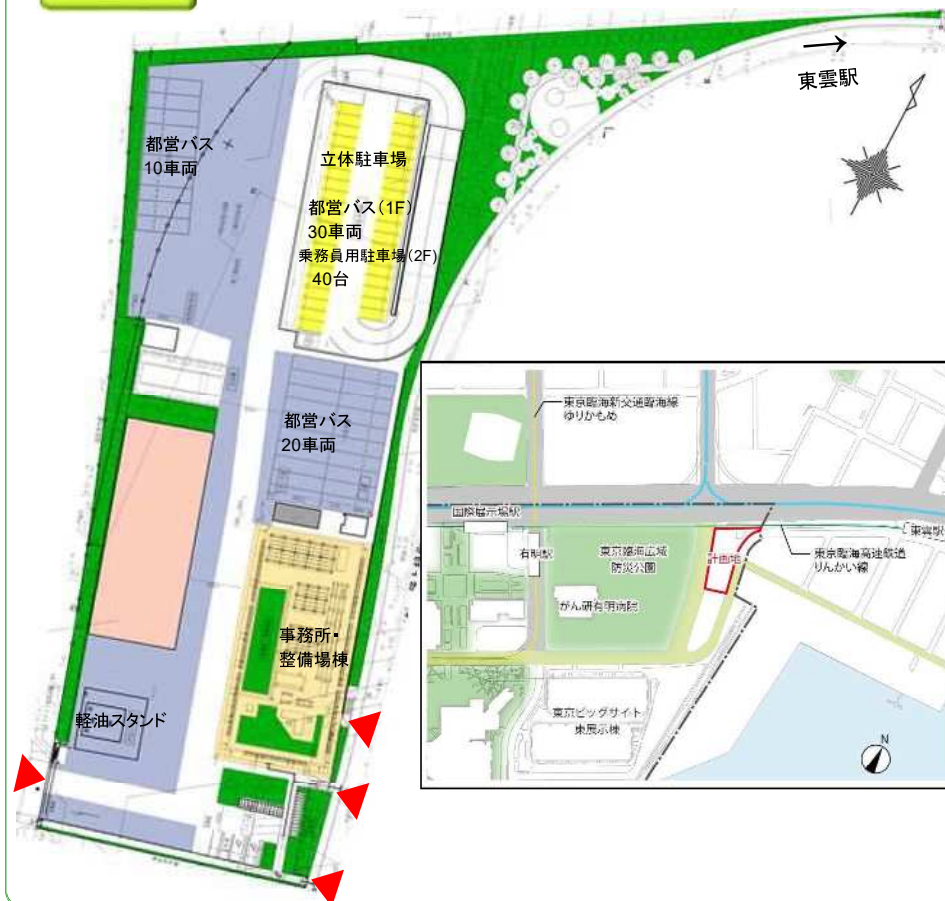 東雲駅
都営バス
10車両
立体駐車場
都営バス(1F)
30車両
乗務員用駐車場(2F)
40台
都営バス
20車両
事務所・
整備場棟
軽油スタンド
東京臨海新交通臨海線
ゆりかもめ
国際展示場駅
東雲駅
有明駅
東京臨海広域
防災公園
計画地
東京臨海高速鉄道
りんかい線
がん研有明病院
東京ビッグサイト
東展示棟
N